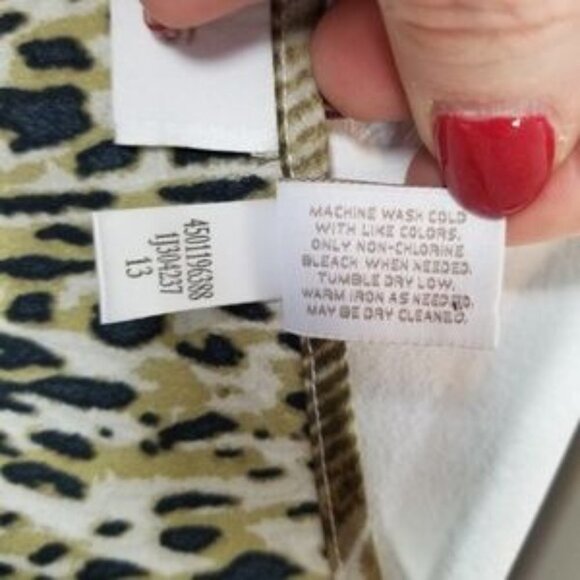 4501196388
1J304237
13
MACHINE WASH COLD
WITH LIKE COLORS.
ONLY NON-CHLORINE
BLEACH WHEN NEEDED.
TUMBLE DRY LOW.
WARM IRON AS NEEDED.
MAY BE DRY CLEANED.